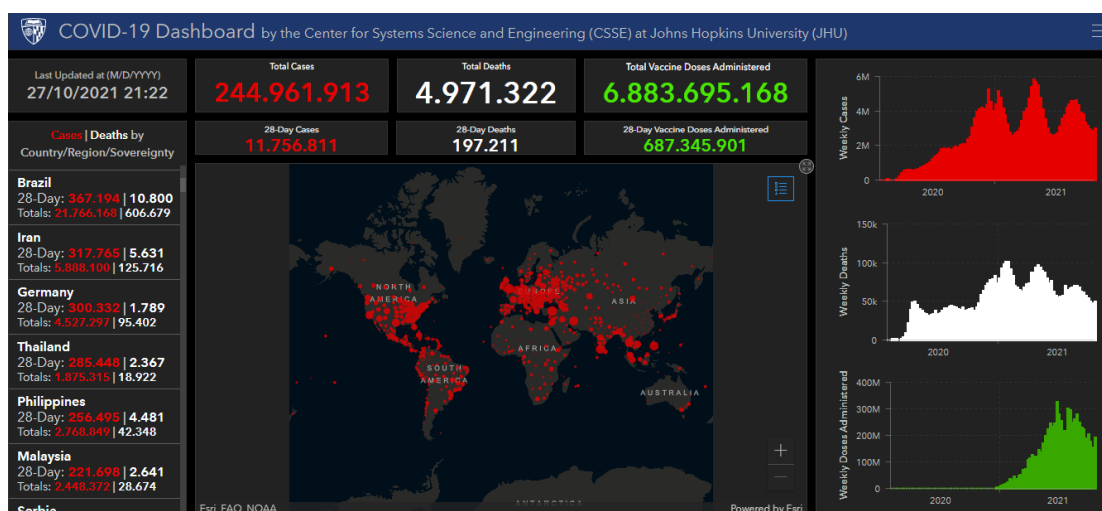 COVID-19 Dashboard by the Center for Systems Science and Engineering (CSSE) at Johns Hopkins University (JHU)
Last Updated at (M/D/YYYY)
27/10/2021 21:22
Cases | Deaths by
Country/Region/Sovereignty
Brazil
28-Day: 367.194 | 10.800
Totals: 21.766.168 | 606.679
Iran
28-Day: 317.765 | 5.631
Totals: 5.888.100 | 125.716
Germany
28-Day: 300.332 | 1.789
Totals: 4.527.297 | 95.402
Thailand
28-Day: 285.448 | 2.367
Totals: 1.875.315 | 18.922
Philippines
28-Day: 256.495 | 4.481
Totals: 2.768.849 | 42.348
Malaysia
28-Day: 221.698 | 2.641
Totals: 2.448.372 | 28.674
Serbia
Total Cases
244.961.913
Total Deaths
4.971.322
Total Vaccine Doses Administered
6.883.695.168
28-Day Cases
11.756.811
28-Day Deaths
197.211
28-Day Vaccine Doses Administered
687.345.901
NORTH
AMERICA
EUROPE
ASIA
AFRICA
SOUTH
AMERICA
AUSTRALIA
ANTARCTICA
Esri, FAO, NOAA
Powered by Esri
Weekly Cases
6M
4M
2M
0
2020
2021
Weekly Deaths
150k
100k
50k
0
2020
2021
Weekly Doses Administered
400M
300M
200M
100M
0
2020
2021